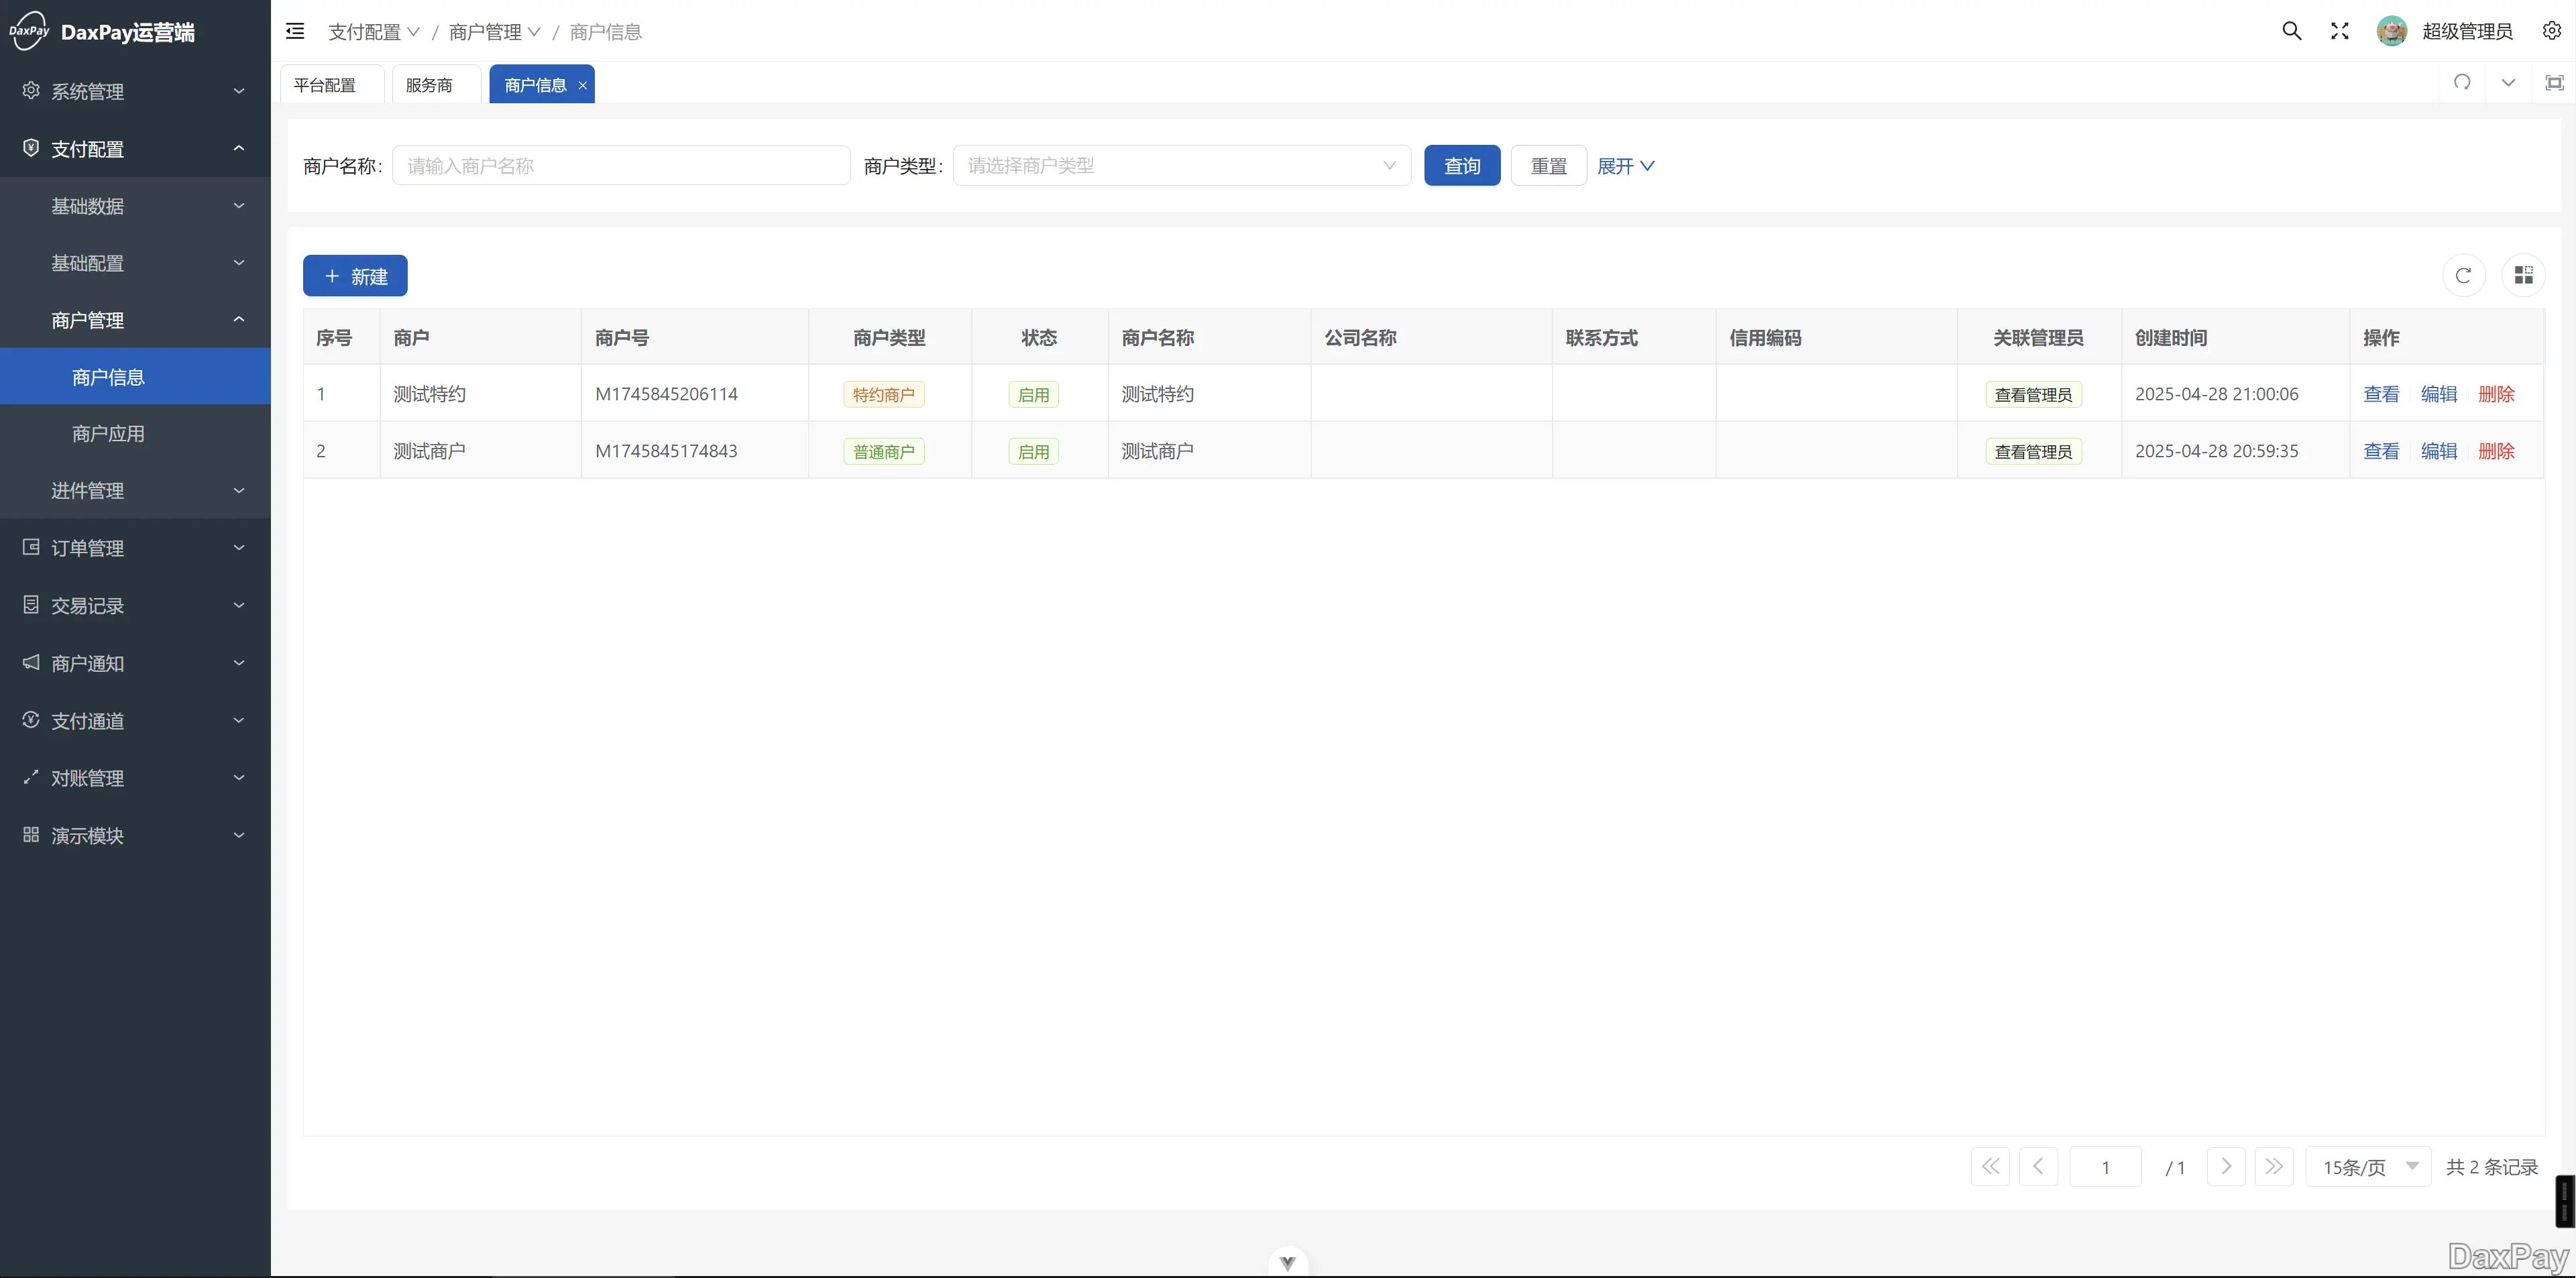 DaxPay DaxPay运营端
支付配置 / 商户管理 / 商户信息
超级管理员
平台配置
服务商
商户信息
系统管理
支付配置
基础数据
基础配置
商户管理
商户信息
商户应用
进件管理
订单管理
交易记录
商户通知
支付通道
对账管理
演示模块
商户名称: 请输入商户名称 商户类型: 请选择商户类型 查询 重置 展开
新建
序号 商户 商户号 商户类型 状态 商户名称 公司名称 联系方式 信用编码 关联管理员 创建时间 操作
1 测试特约 M1745845206114 特约商户 启用 测试特约 查看管理员 2025-04-28 21:00:06 查看 编辑 删除
2 测试商户 M1745845174843 普通商户 启用 测试商户 查看管理员 2025-04-28 20:59:35 查看 编辑 删除
1 / 1 15条/页 共 2 条记录
DaxPay